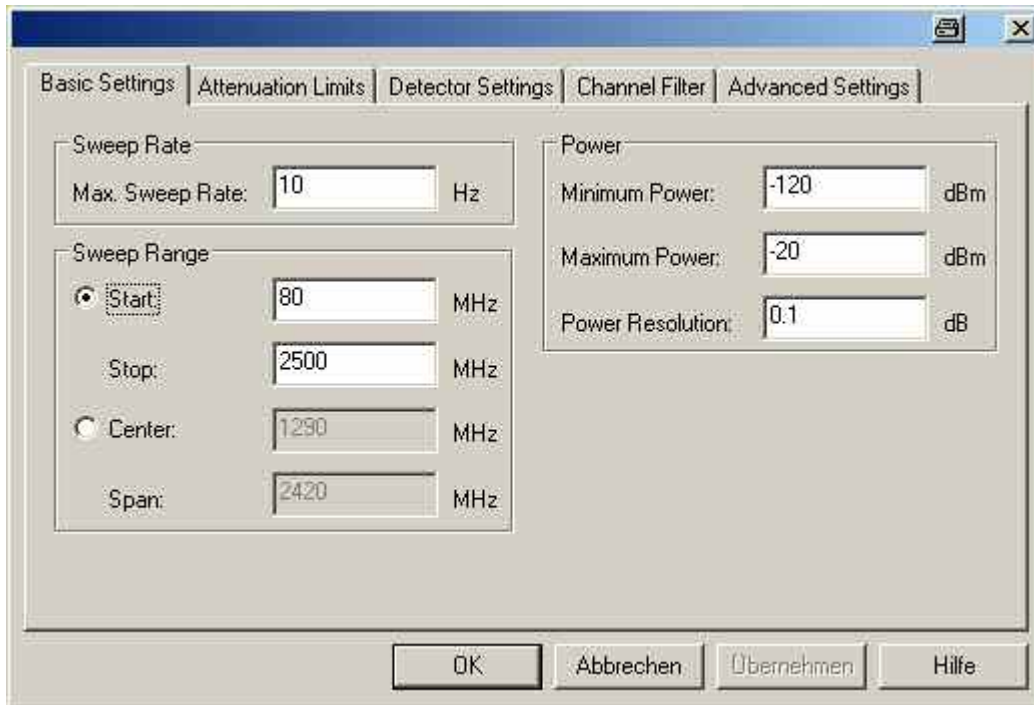 Basic Settings Attenuation Limits Detector Settings Channel Filter Advanced Settings
Sweep Rate
Max. Sweep Rate: 10 Hz
Sweep Range
Start: 80 MHz
Stop: 2500 MHz
Center: 1290 MHz
Span: 2420 MHz
Power
Minimum Power: -120 dBm
Maximum Power: -20 dBm
Power Resolution: 0.1 dB
OK Abbrechen Übernehmen Hilfe